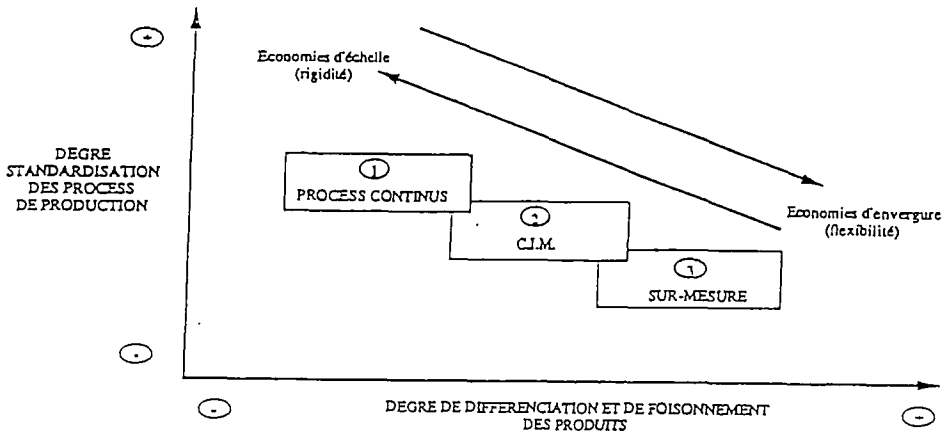 +
Economies d'échelle
(rigidité)
DEGRE
STANDARDISATION
DES PROCESS
DE PRODUCTION
1
PROCESS CONTINUS
2
C.I.M.
3
SUR-MESURE
Economies d'envergure
(flexibilité)
-
-
DEGRE DE DIFFERENCIATION ET DE FOISONNEMENT
DES PRODUITS
+